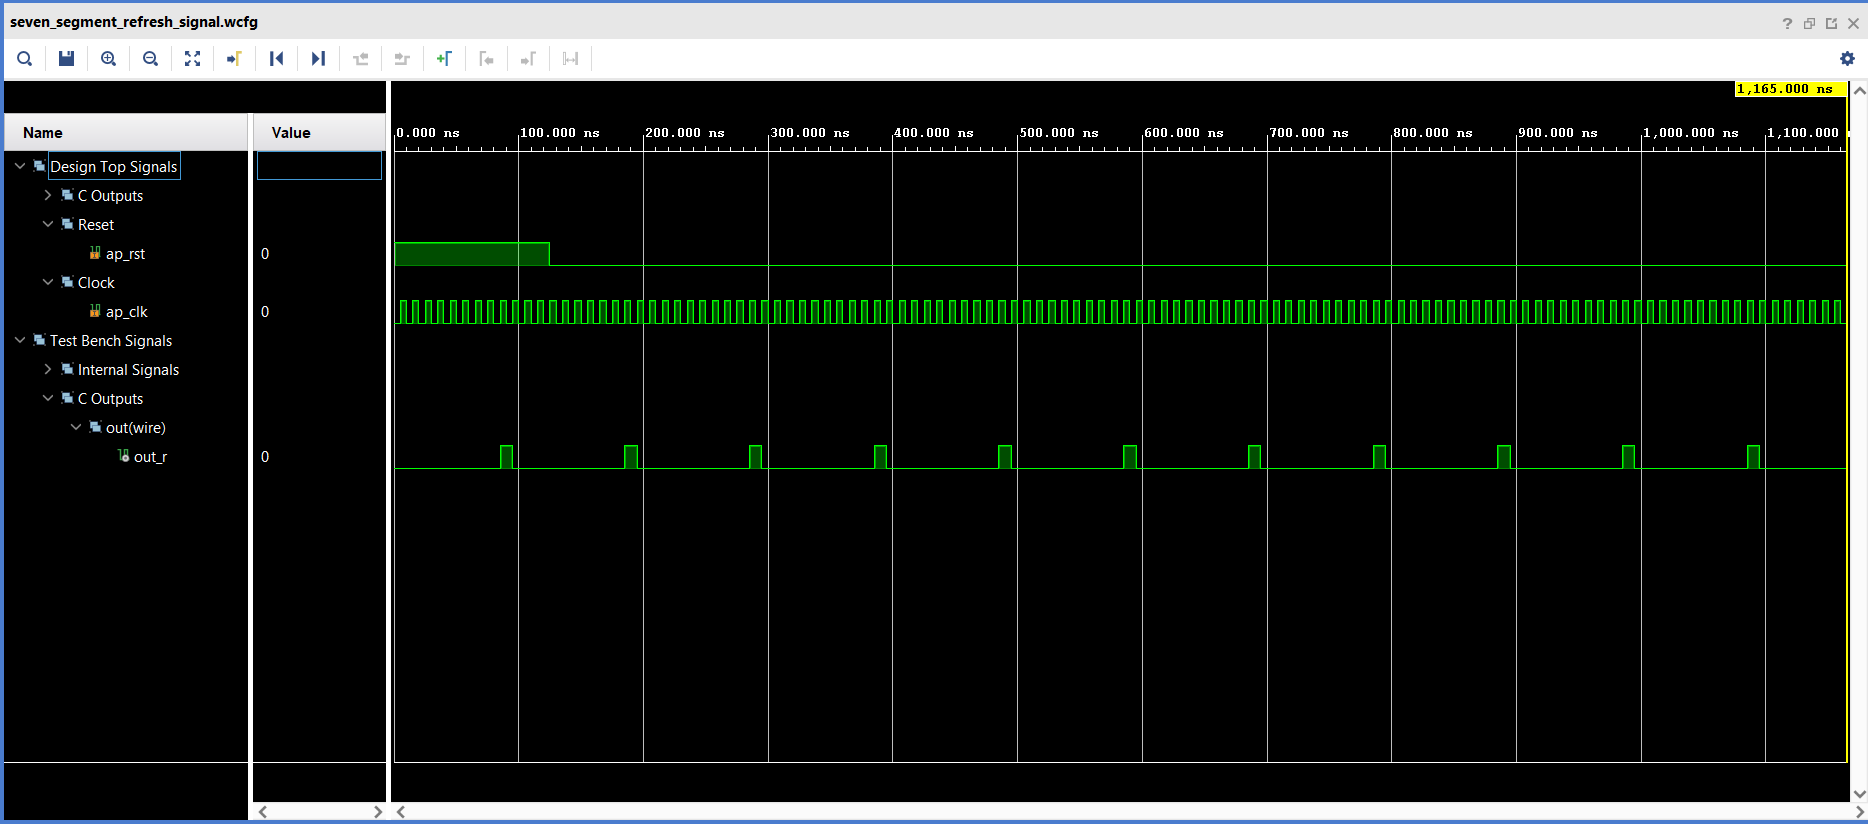 seven_segment_refresh_signal.wcfg
?
1,165.000 ns
Name
Value
0.000 ns 100.000 ns 200.000 ns 300.000 ns 400.000 ns 500.000 ns 600.000 ns 700.000 ns 800.000 ns 900.000 ns 1,000.000 ns 1,100.000
Design Top Signals
C Outputs
Reset
ap_rst 0
Clock
ap_clk 0
Test Bench Signals
Internal Signals
C Outputs
out(wire)
out_r 0